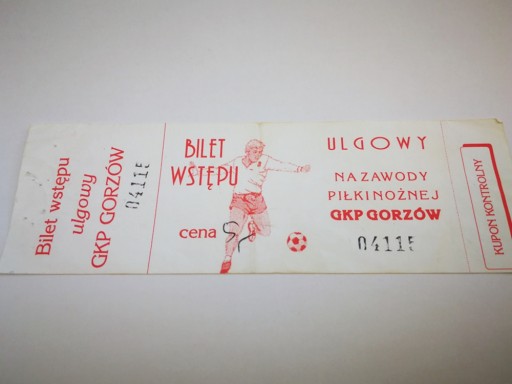 Bilet wstępu
ulgowy
GKP GORZÓW
04115
BILET
WSTĘPU
cena
ULGOWY
NA ZAWODY
PIŁKI NOŻNEJ
GKP GORZÓW
04115
KUPON KONTROLNY